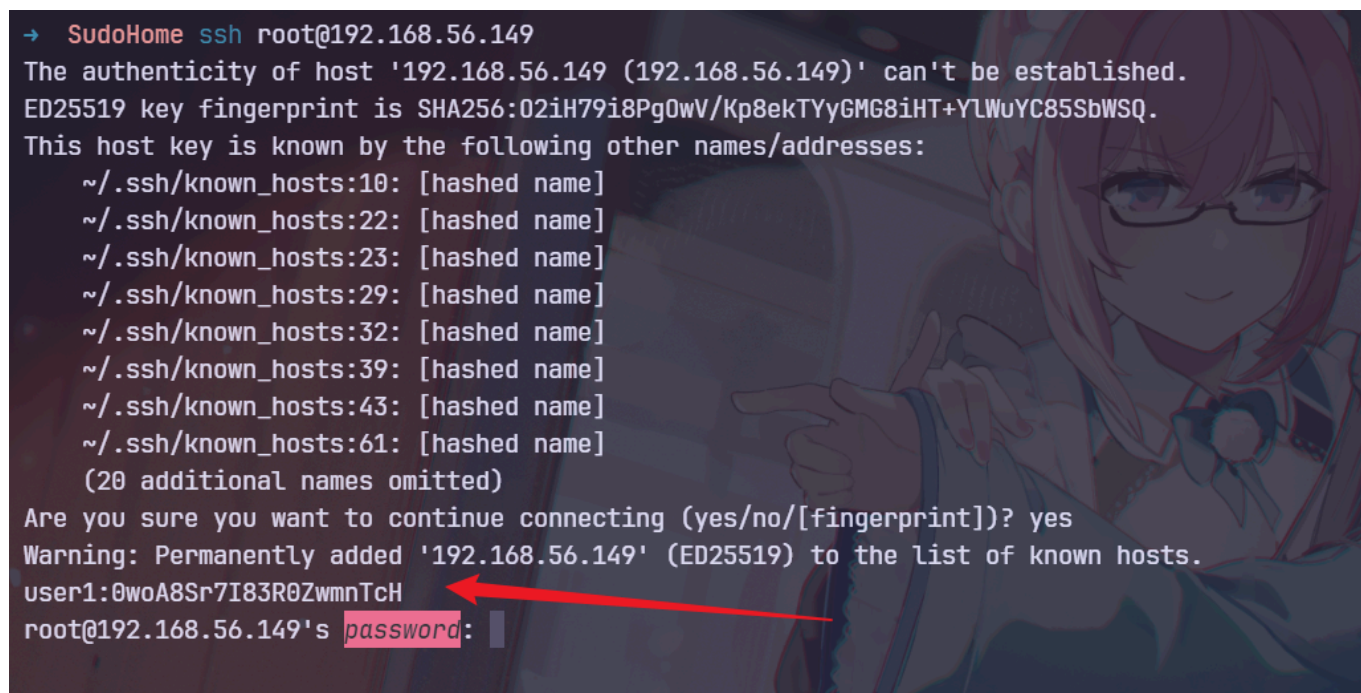 → SudoHome ssh root@192.168.56.149
The authenticity of host '192.168.56.149 (192.168.56.149)' can't be established.
ED25519 key fingerprint is SHA256:O2iH79i8PgOwV/Kp8ekTYyGMG8iHT+YlWuYC85SbWSQ.
This host key is known by the following other names/addresses:
    ~/.ssh/known_hosts:10: [hashed name]
    ~/.ssh/known_hosts:22: [hashed name]
    ~/.ssh/known_hosts:23: [hashed name]
    ~/.ssh/known_hosts:29: [hashed name]
    ~/.ssh/known_hosts:32: [hashed name]
    ~/.ssh/known_hosts:39: [hashed name]
    ~/.ssh/known_hosts:43: [hashed name]
    ~/.ssh/known_hosts:61: [hashed name]
    (20 additional names omitted)
Are you sure you want to continue connecting (yes/no/[fingerprint])? yes
Warning: Permanently added '192.168.56.149' (ED25519) to the list of known hosts.
user1:0woA8Sr7I83R0ZwmnTcH
root@192.168.56.149's password: